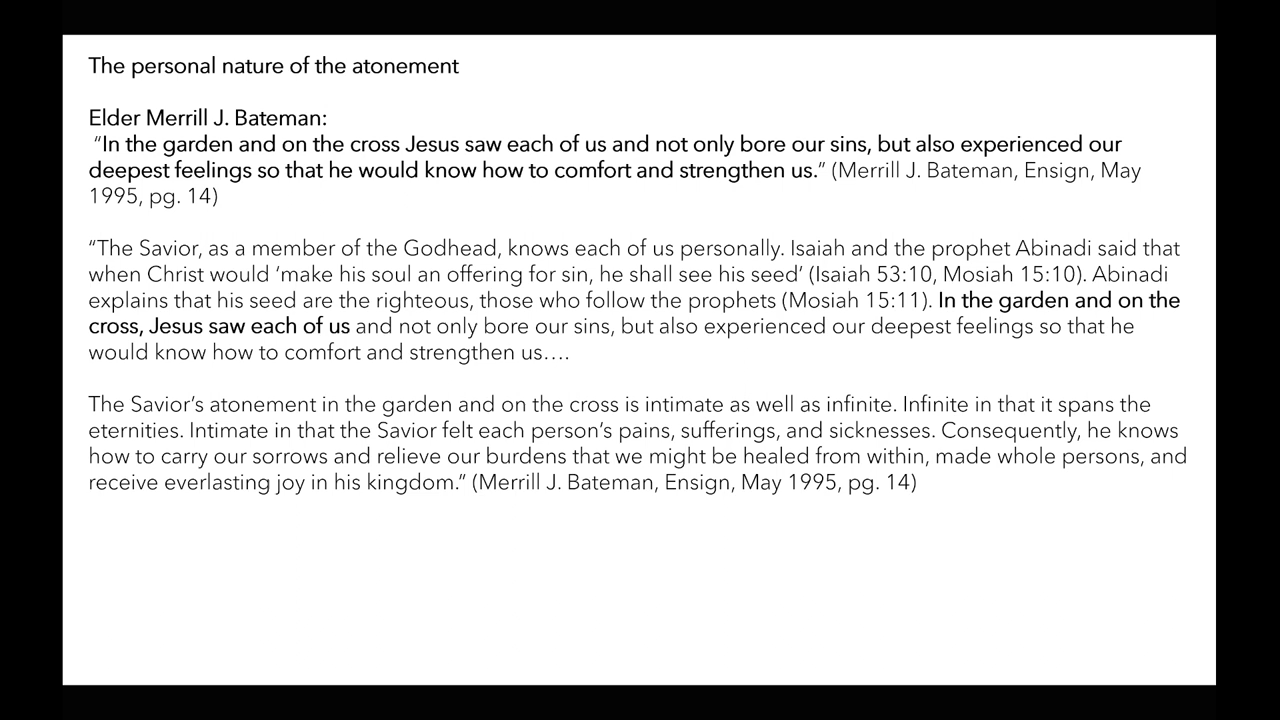 The personal nature of the atonement
Elder Merrill J. Bateman:
“In the garden and on the cross Jesus saw each of us and not only bore our sins, but also experienced our
deepest feelings so that he would know how to comfort and strengthen us.” (Merrill J. Bateman, Ensign, May
1995, pg. 14)
“The Savior, as a member of the Godhead, knows each of us personally. Isaiah and the prophet Abinadi said that
when Christ would ‘make his soul an offering for sin, he shall see his seed’ (Isaiah 53:10, Mosiah 15:10). Abinadi
explains that his seed are the righteous, those who follow the prophets (Mosiah 15:11). In the garden and on the
cross, Jesus saw each of us and not only bore our sins, but also experienced our deepest feelings so that he
would know how to comfort and strengthen us….
The Savior’s atonement in the garden and on the cross is intimate as well as infinite. Infinite in that it spans the
eternities. Intimate in that the Savior felt each person’s pains, sufferings, and sicknesses. Consequently, he knows
how to carry our sorrows and relieve our burdens that we might be healed from within, made whole persons, and
receive everlasting joy in his kingdom.” (Merrill J. Bateman, Ensign, May 1995, pg. 14)